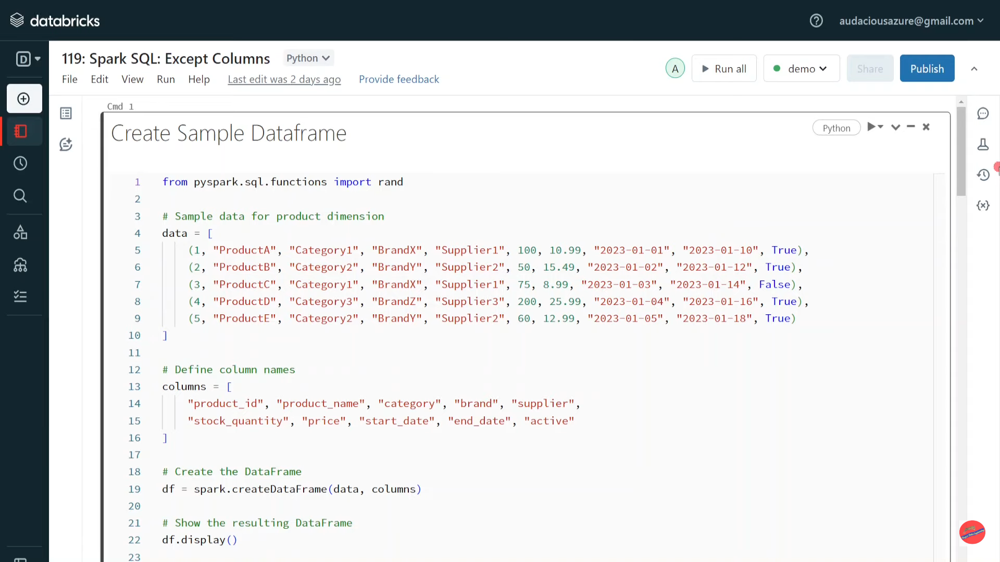 databricks
audaciousazure@gmail.com
119: Spark SQL: Except Columns
Python
File Edit View Run Help Last edit was 2 days ago Provide feedback
A
Run all
demo
Share
Publish
Cmd 1
Create Sample Dataframe
Python
1 from pyspark.sql.functions import rand
2
3 # Sample data for product dimension
4 data = [
5 (1, "ProductA", "Category1", "BrandX", "Supplier1", 100, 10.99, "2023-01-01", "2023-01-10", True),
6 (2, "ProductB", "Category2", "BrandY", "Supplier2", 50, 15.49, "2023-01-02", "2023-01-12", True),
7 (3, "ProductC", "Category1", "BrandX", "Supplier1", 75, 8.99, "2023-01-03", "2023-01-14", False),
8 (4, "ProductD", "Category3", "BrandZ", "Supplier3", 200, 25.99, "2023-01-04", "2023-01-16", True),
9 (5, "ProductE", "Category2", "BrandY", "Supplier2", 60, 12.99, "2023-01-05", "2023-01-18", True)
10 ]
11
12 # Define column names
13 columns = [
14 "product_id", "product_name", "category", "brand", "supplier",
15 "stock_quantity", "price", "start_date", "end_date", "active"
16 ]
17
18 # Create the DataFrame
19 df = spark.createDataFrame(data, columns)
20
21 # Show the resulting DataFrame
22 df.display()
23